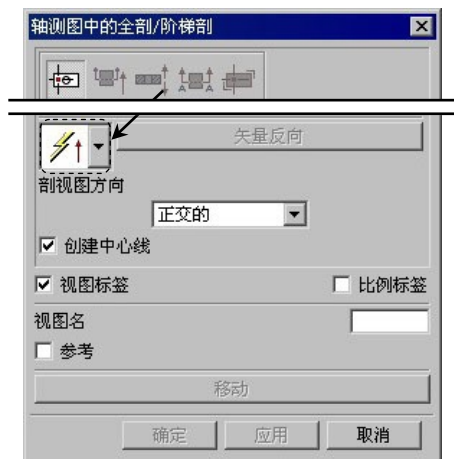 轴测图中的全剖/阶梯剖
A A
矢量反向
剖视图方向
正交的
创建中心线
视图标签 比例标签
视图名
参考
移动
确定 应用 取消